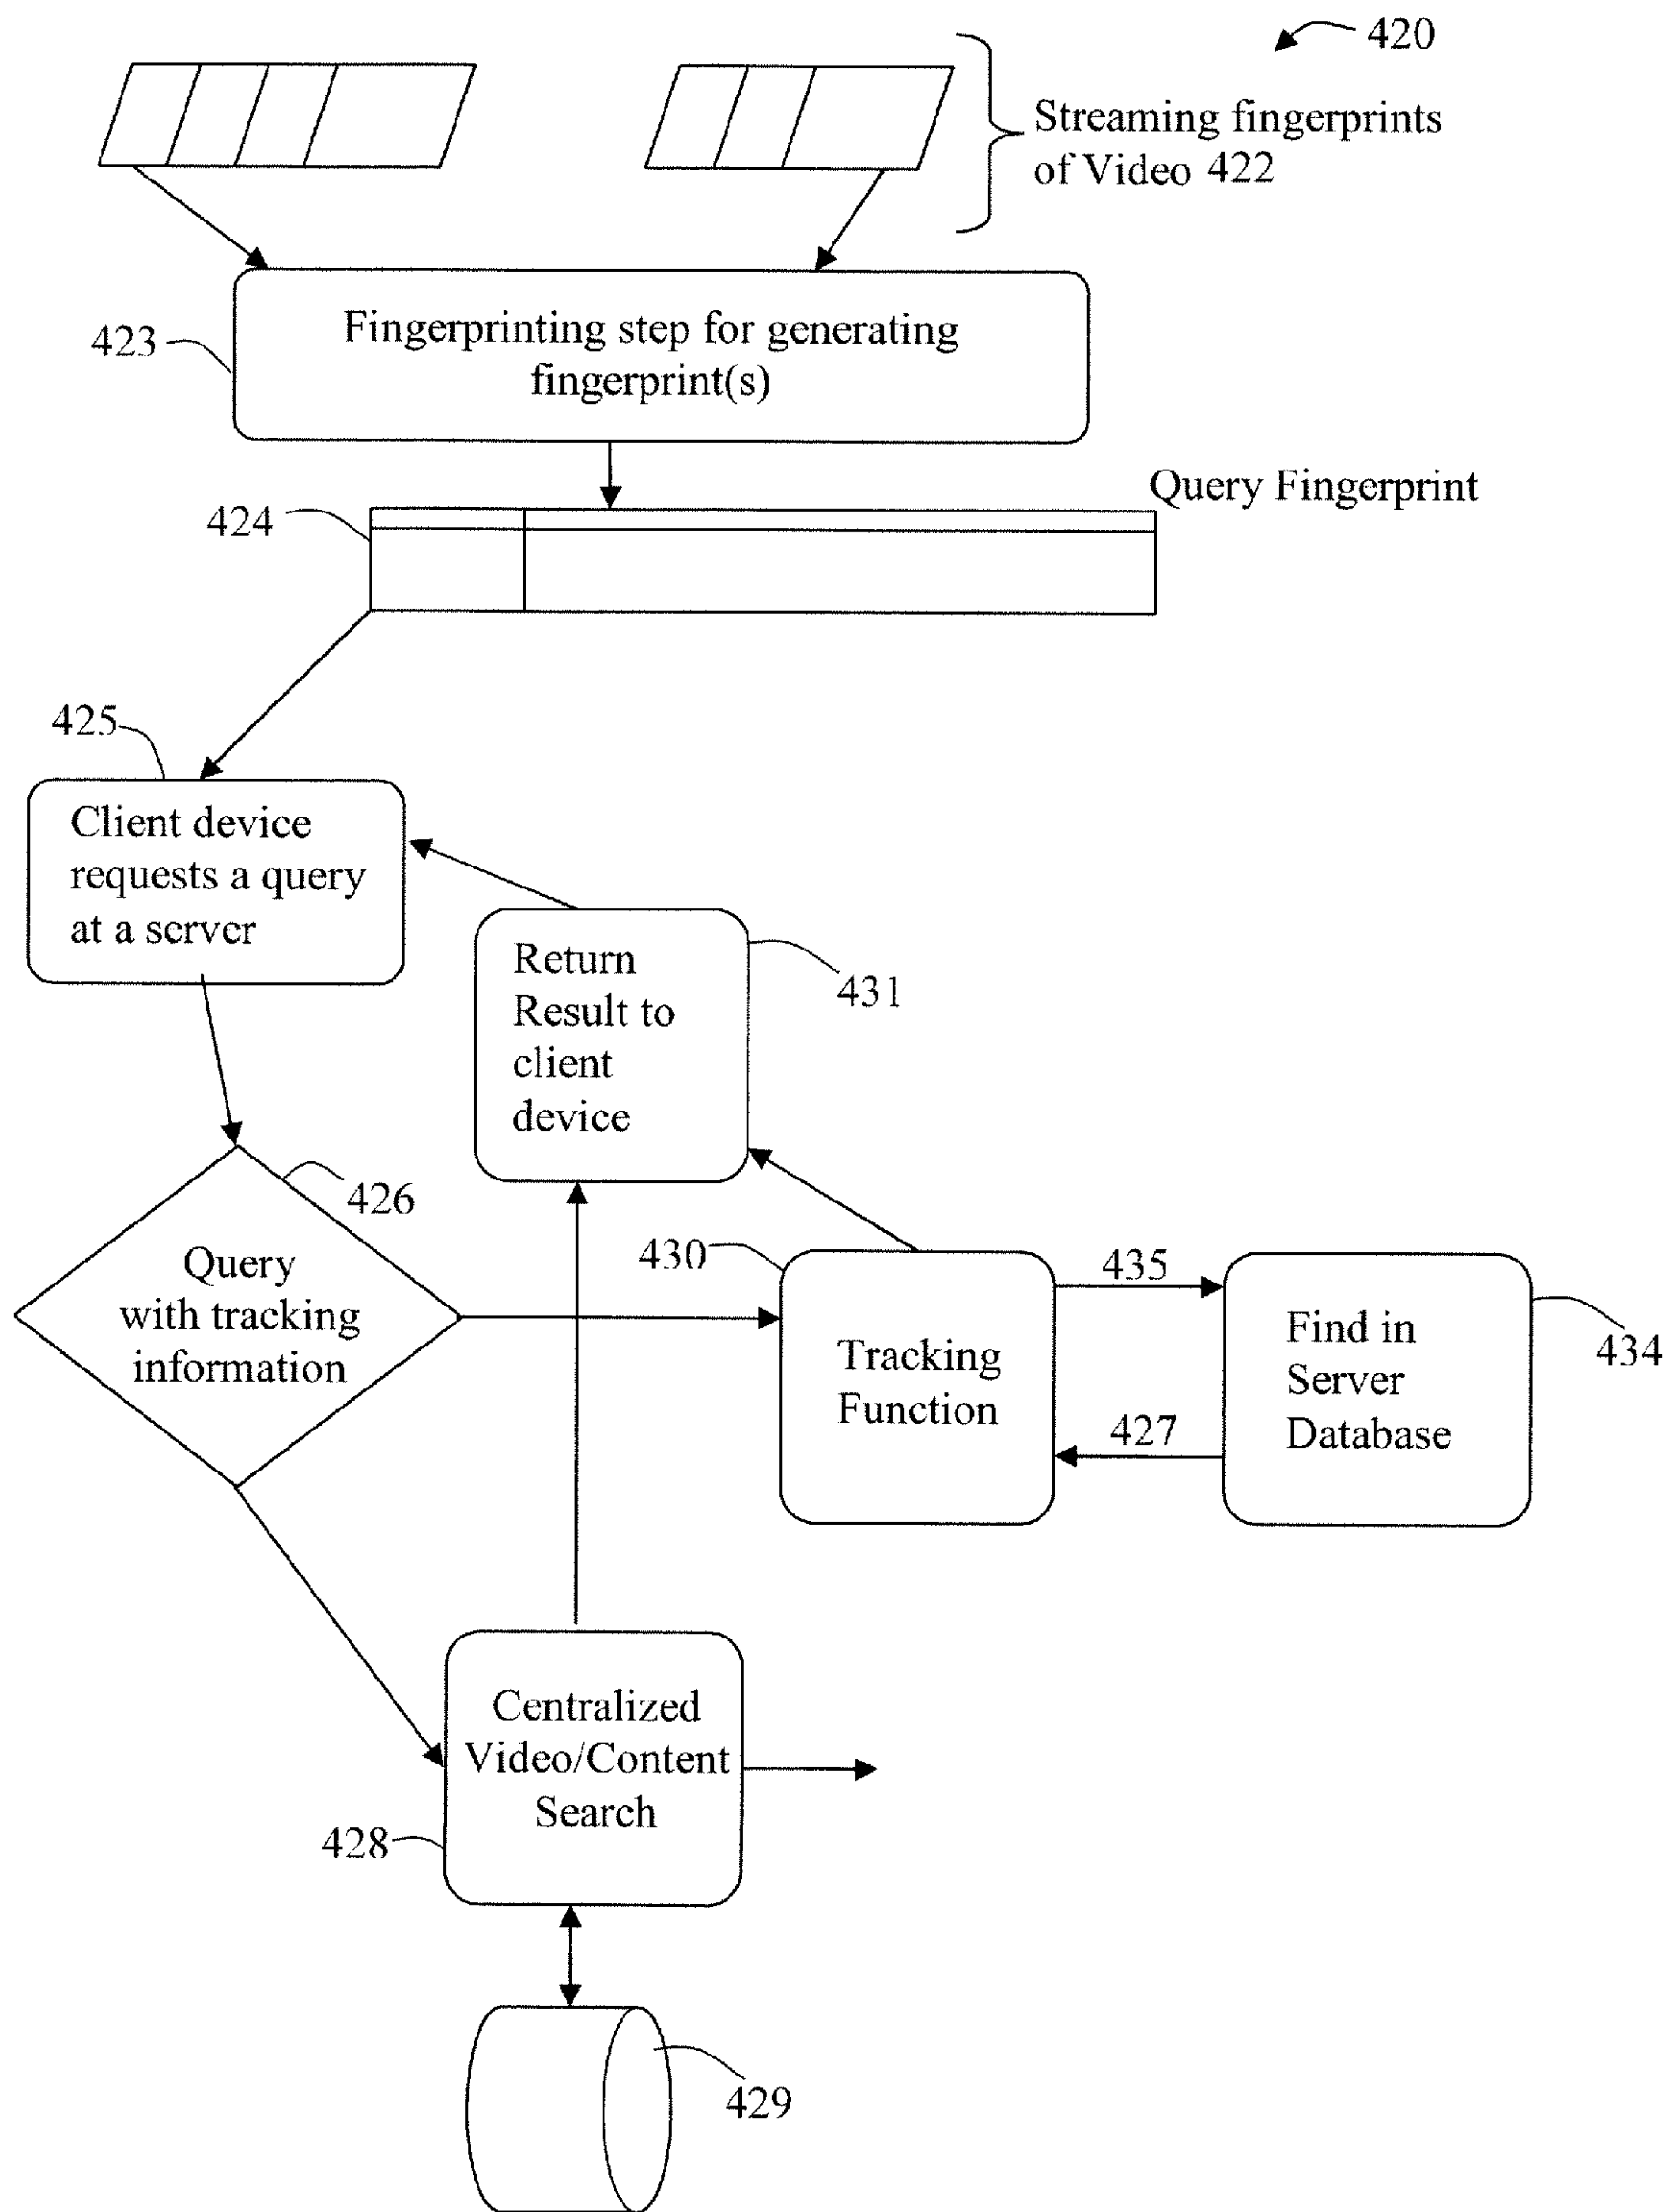 420
Streaming fingerprints
of Video 422
423
Fingerprinting step for generating
fingerprint(s)
Query Fingerprint
424
425
Client device
requests a query
at a server
Return
Result to
client
device
431
426
Query
with tracking
information
430
Tracking
Function
435
427
Find in
Server
Database
434
Centralized
Video/Content
Search
428
429